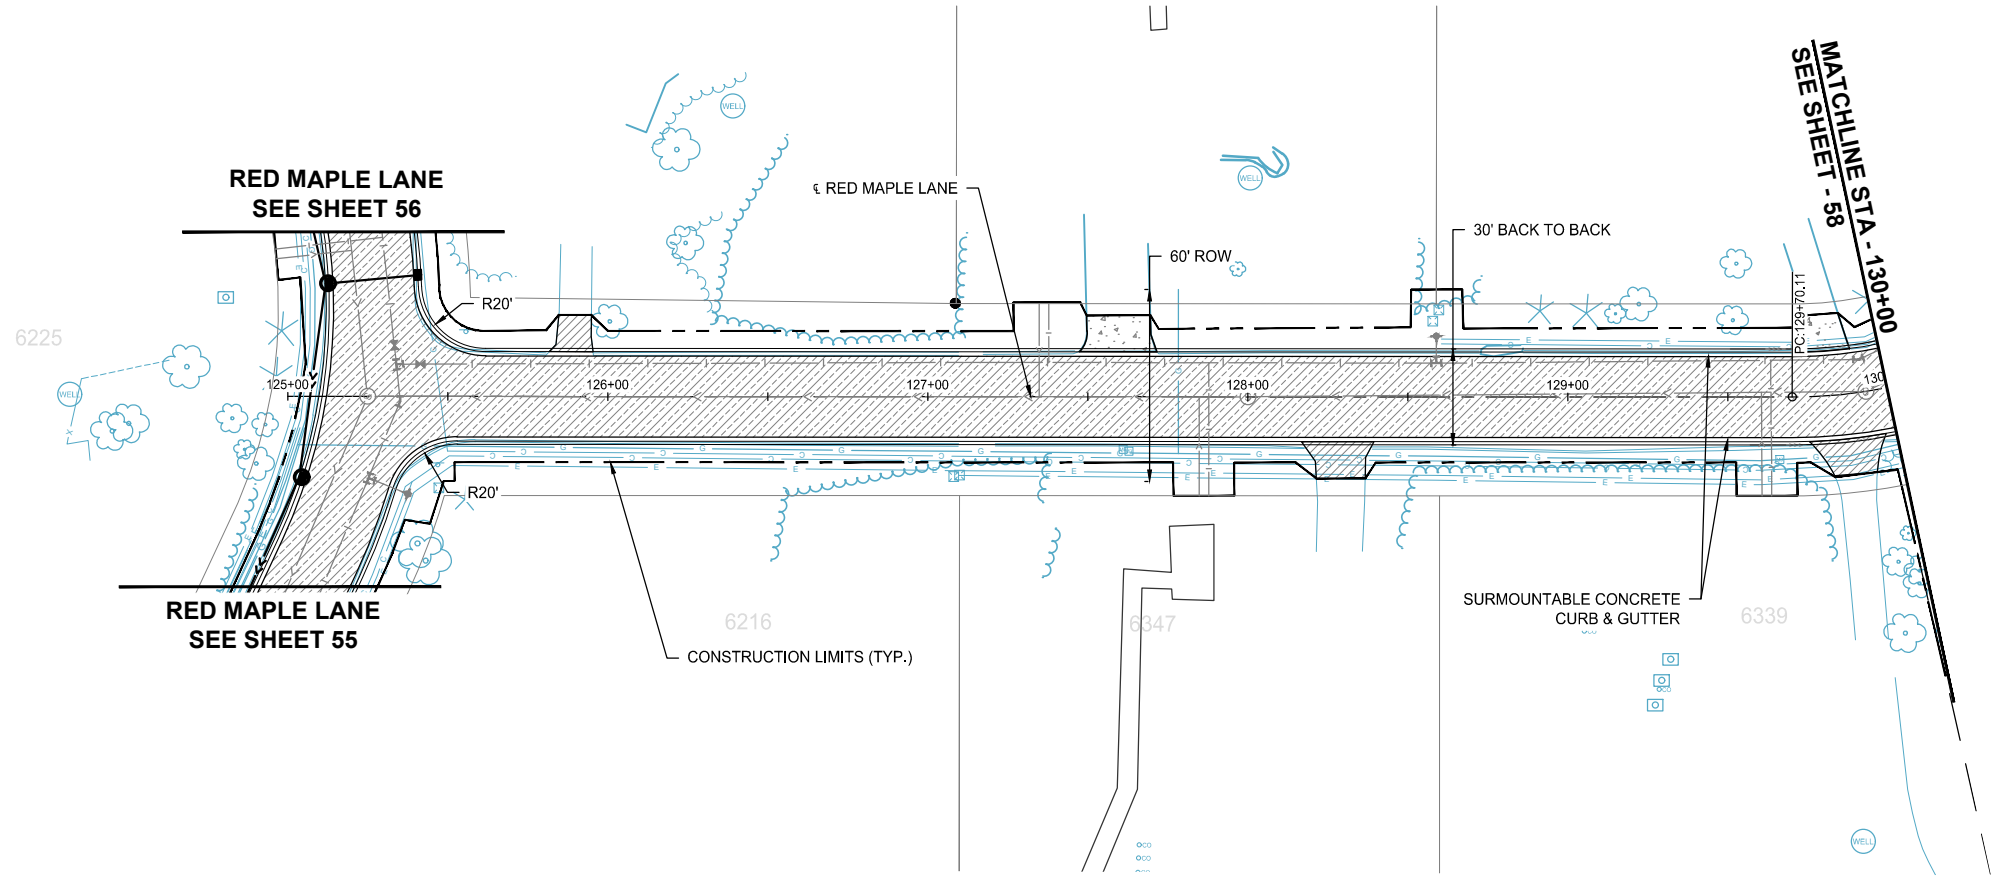 MATCHLINE STA - 130+00
SEE SHEET - 58
WELL
RED MAPLE LANE
SEE SHEET 56
℄ RED MAPLE LANE
WELL
30' BACK TO BACK
60' ROW
R20'
6225
PC:129+70.11
WELL
125+00
126+00
127+00
128+00
129+00
130
R20'
RED MAPLE LANE
SEE SHEET 55
6216
6347
6339
SURMOUNTABLE CONCRETE
CURB & GUTTER
CONSTRUCTION LIMITS (TYP.)
WELL